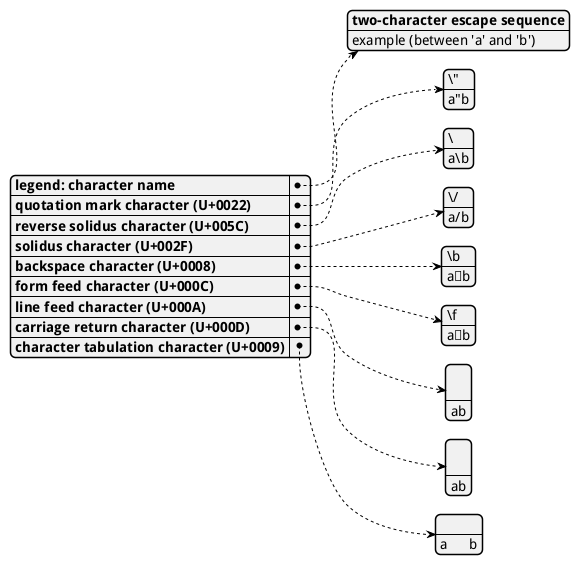 two-character escape sequence
example (between 'a' and 'b')
\"
a"b
\
a\b
legend: character name
quotation mark character (U+0022)
reverse solidus character (U+005C)
solidus character (U+002F)
backspace character (U+0008)
form feed character (U+000C)
line feed character (U+000A)
carriage return character (U+000D)
character tabulation character (U+0009)
\/
a/b
\b
a▯b
\f
a▯b
ab
ab
a	b